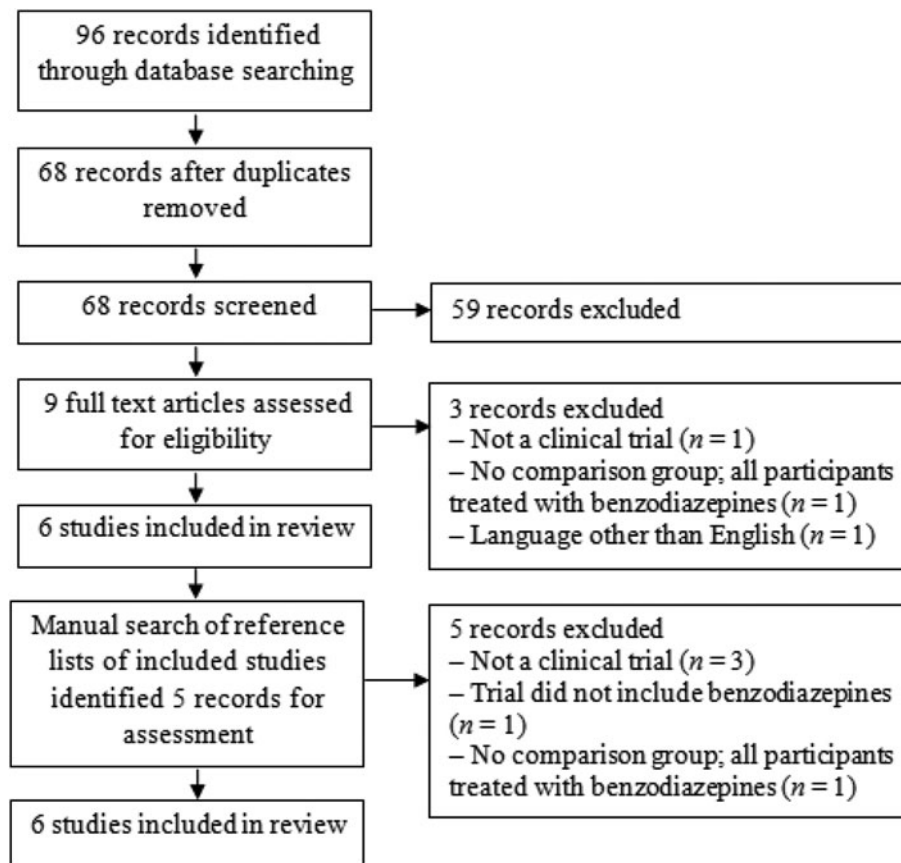 96 records identified
through database searching
68 records after duplicates
removed
68 records screened
59 records excluded
9 full text articles assessed
for eligibility
3 records excluded
– Not a clinical trial (n = 1)
– No comparison group; all participants
treated with benzodiazepines (n = 1)
– Language other than English (n = 1)
6 studies included in review
Manual search of reference
lists of included studies
identified 5 records for
assessment
5 records excluded
– Not a clinical trial (n = 3)
– Trial did not include benzodiazepines
(n = 1)
– No comparison group; all participants
treated with benzodiazepines (n = 1)
6 studies included in review